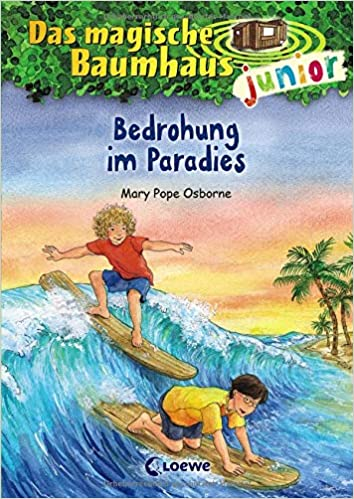 Das magische
Baumhaus
junior
Bedrohung
im Paradies
Mary Pope Osborne
Loewe